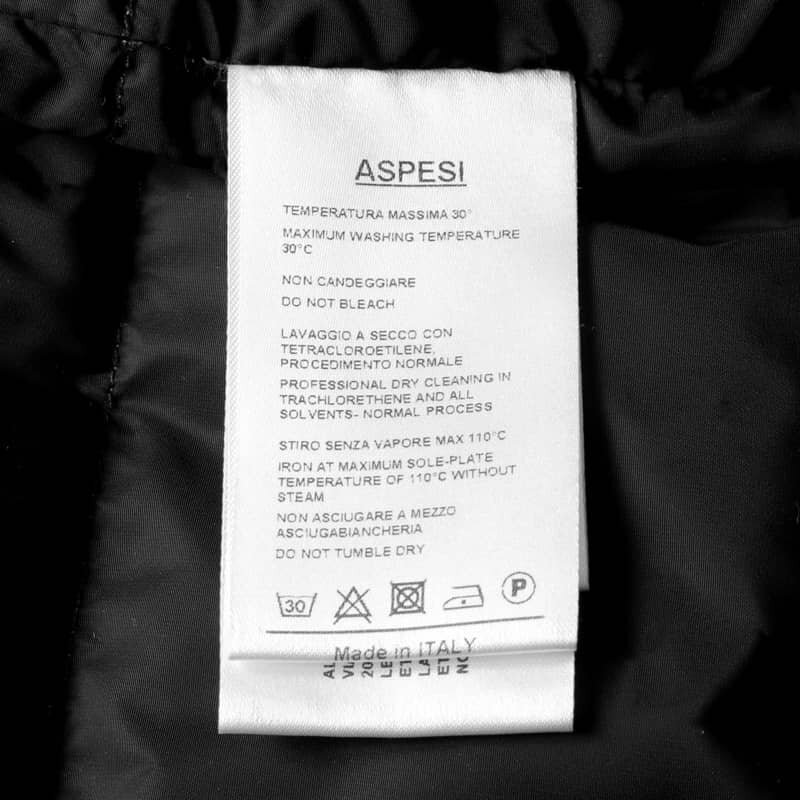 ASPESI
TEMPERATURA MASSIMA 30°
MAXIMUM WASHING TEMPERATURE
30°C
NON CANDEGGIARE
DO NOT BLEACH
LAVAGGIO A SECCO CON
TETRACLOROETILENE,
PROCEDIMENTO NORMALE
PROFESSIONAL DRY CLEANING IN
TRACHLORETHENE AND ALL
SOLVENTS- NORMAL PROCESS
STIRO SENZA VAPORE MAX 110°C
IRON AT MAXIMUM SOLE-PLATE
TEMPERATURE OF 110°C WITHOUT
STEAM
NON ASCIUGARE A MEZZO
ASCIUGABIANCHERIA
DO NOT TUMBLE DRY
30 P
Made in ITALY